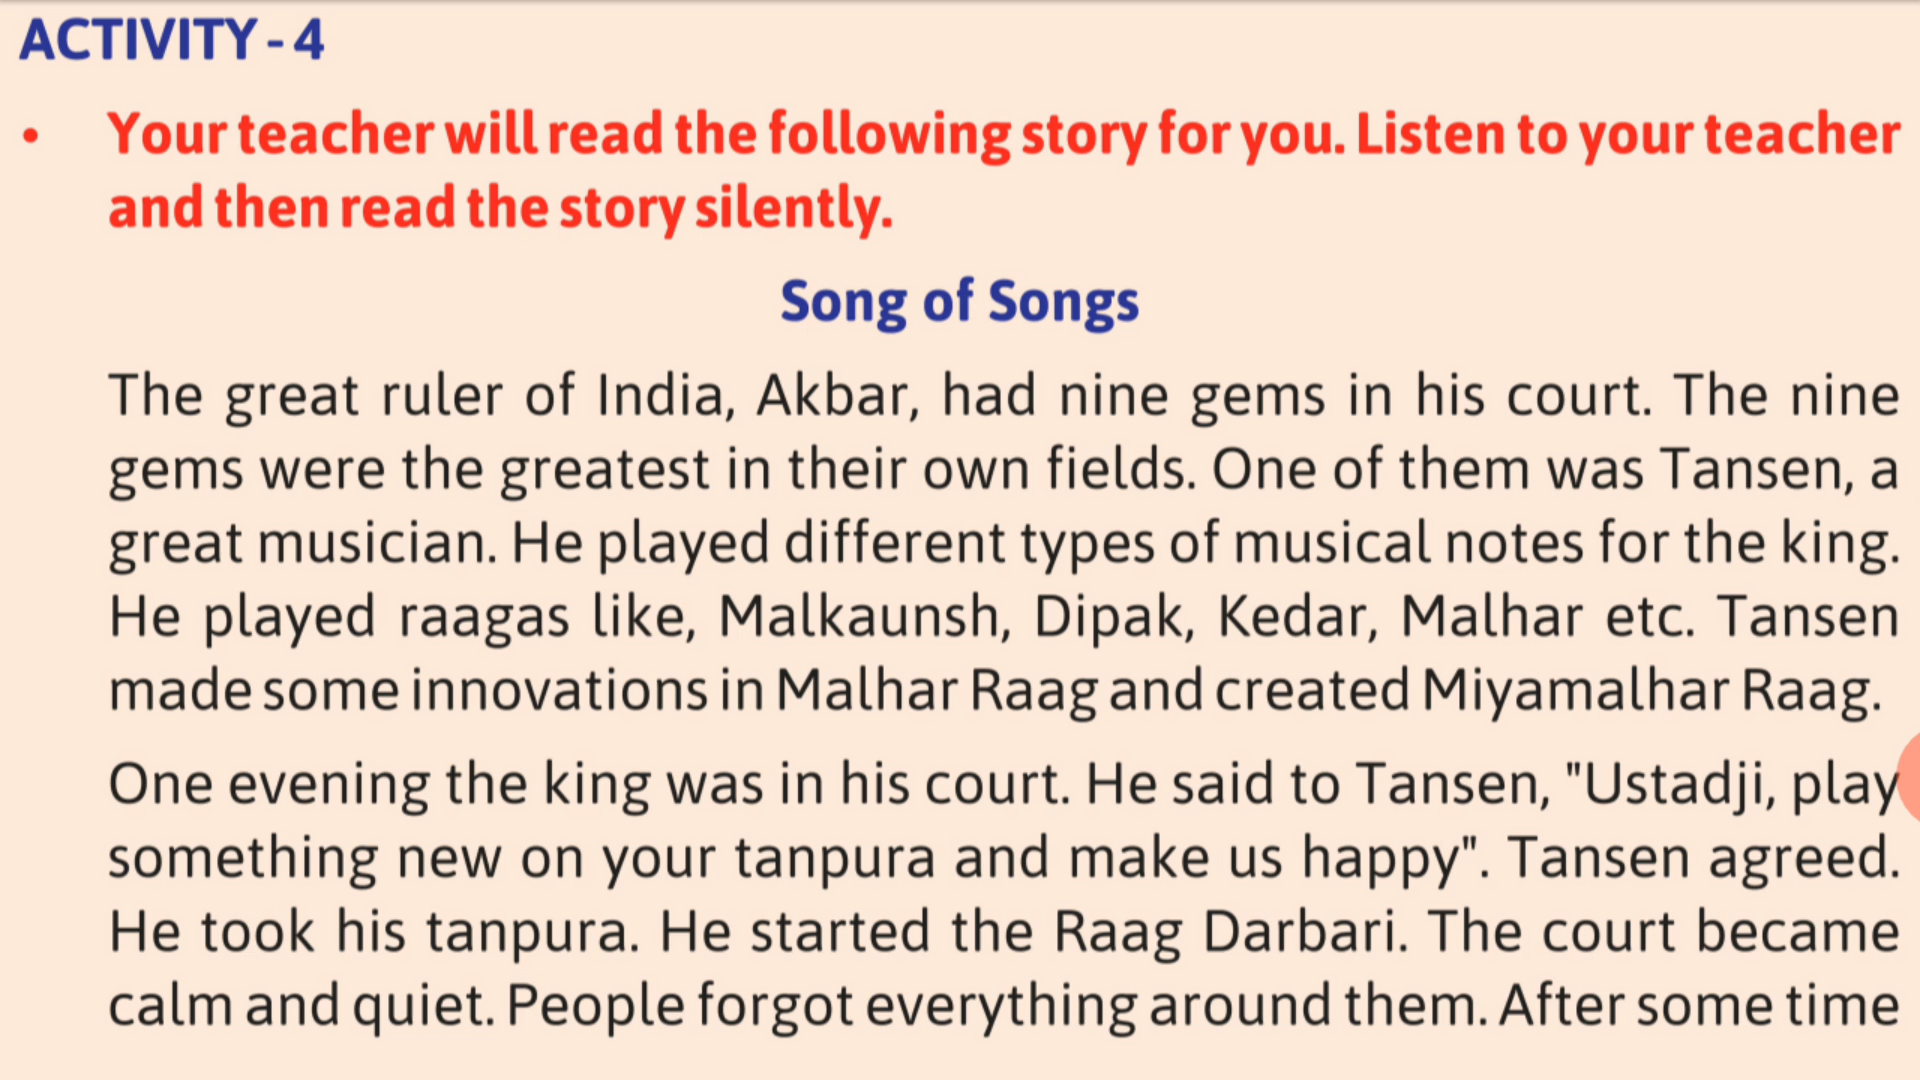 ACTIVITY - 4
• Your teacher will read the following story for you. Listen to your teacher
and then read the story silently.
Song of Songs
The great ruler of India, Akbar, had nine gems in his court. The nine
gems were the greatest in their own fields. One of them was Tansen, a
great musician. He played different types of musical notes for the king.
He played raagas like, Malkaunsh, Dipak, Kedar, Malhar etc. Tansen
made some innovations in Malhar Raag and created Miyamalhar Raag.
One evening the king was in his court. He said to Tansen, "Ustadji, play
something new on your tanpura and make us happy". Tansen agreed.
He took his tanpura. He started the Raag Darbari. The court became
calm and quiet. People forgot everything around them. After some time